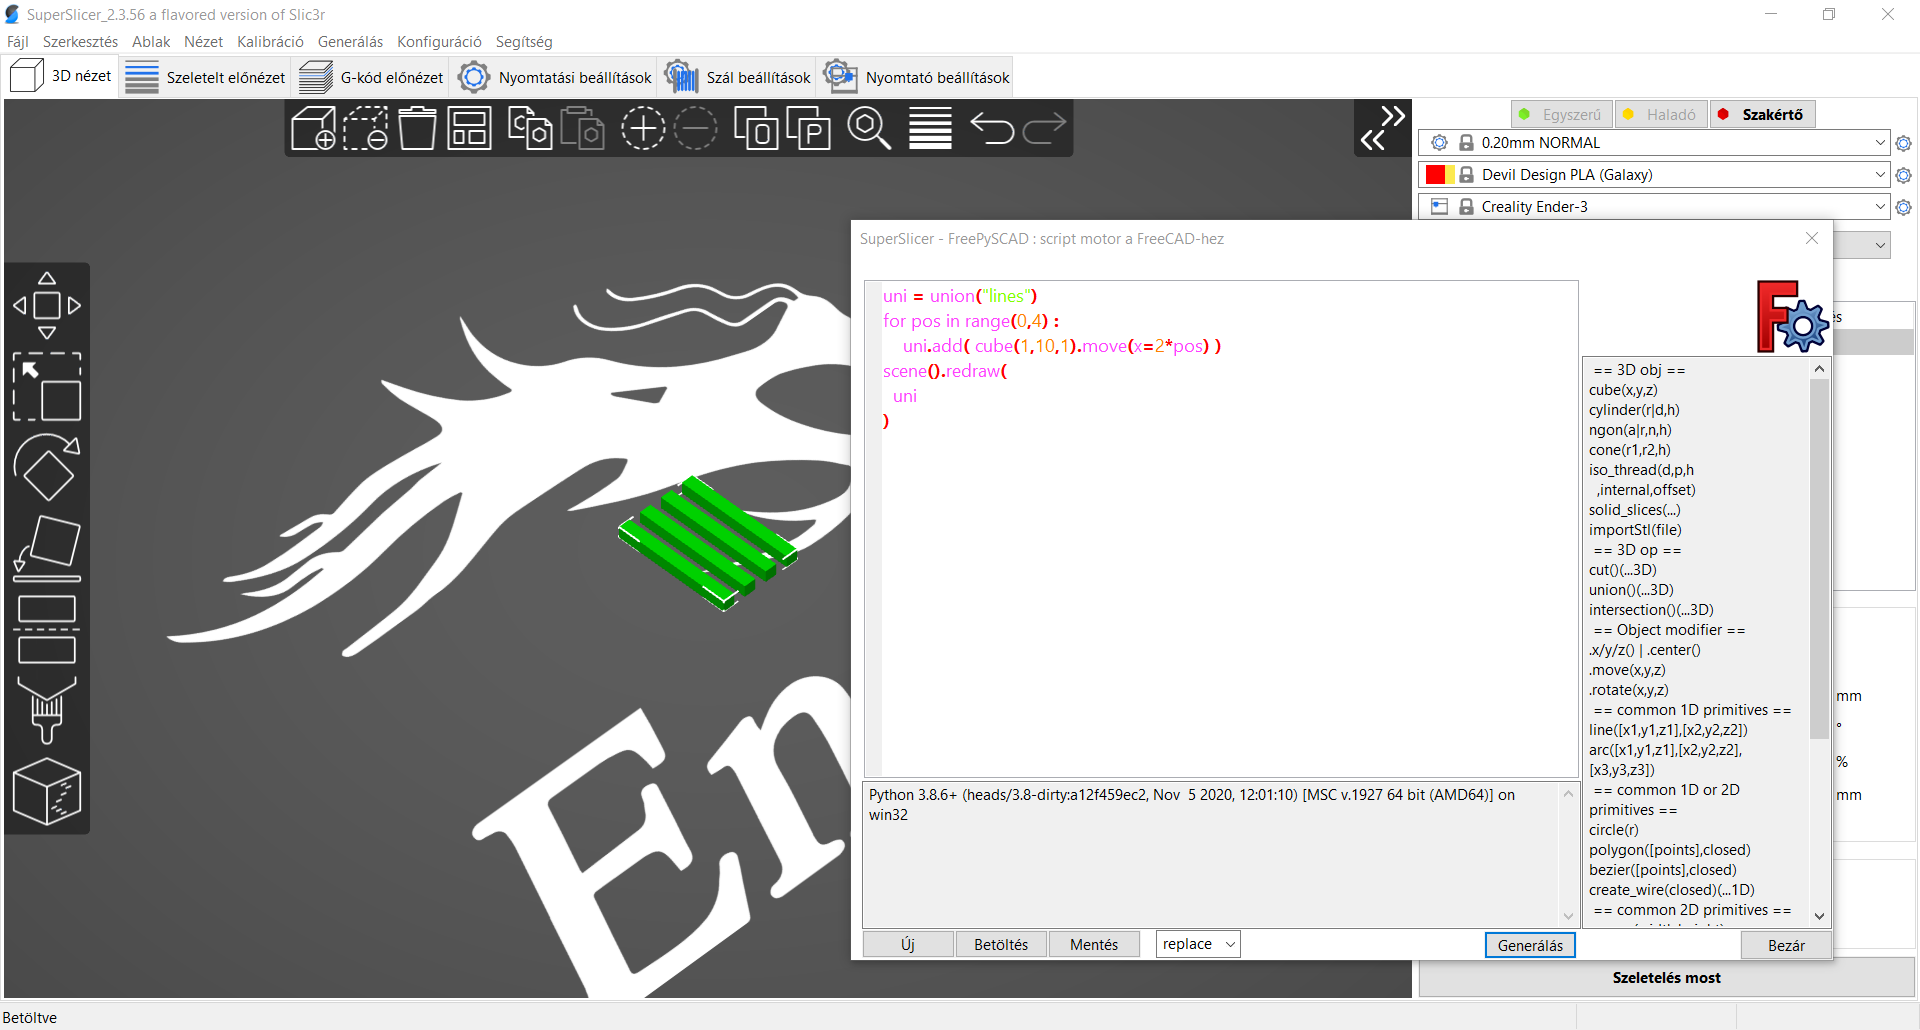 SuperSlicer_2.3.56 a flavored version of Slic3r
Fájl Szerkesztés Ablak Nézet Kalibráció Generálás Konfiguráció Segítség
3D nézet Szeletelt előnézet G-kód előnézet Nyomtatási beállítások Szál beállítások Nyomtató beállítások
Egyszerű Haladó Szakértő
0.20mm NORMAL
Devil Design PLA (Galaxy)
Creality Ender-3
SuperSlicer - FreePySCAD : script motor a FreeCAD-hez
uni = union("lines")
for pos in range(0,4) :
uni.add( cube(1,10,1).move(x=2*pos) )
scene().redraw(
uni
)
== 3D obj ==
cube(x,y,z)
cylinder(r|d,h)
ngon(a|r,n,h)
cone(r1,r2,h)
iso_thread(d,p,h
,internal,offset)
solid_slices(...)
importStl(file)
== 3D op ==
cut()(...3D)
union()(...3D)
intersection()(...3D)
== Object modifier ==
.x/y/z() | .center()
.move(x,y,z)
.rotate(x,y,z)
== common 1D primitives ==
line([x1,y1,z1],[x2,y2,z2])
arc([x1,y1,z1],[x2,y2,z2],
[x3,y3,z3])
== common 1D or 2D
primitives ==
circle(r)
polygon([points],closed)
bezier([points],closed)
create_wire(closed)(...1D)
== common 2D primitives ==
mm
°
%
mm
Python 3.8.6+ (heads/3.8-dirty:a12f459ec2, Nov 5 2020, 12:01:10) [MSC v.1927 64 bit (AMD64)] on
win32
Új Betöltés Mentés replace Generálás Bezár
En
O P
Szeletelés most
Betöltve